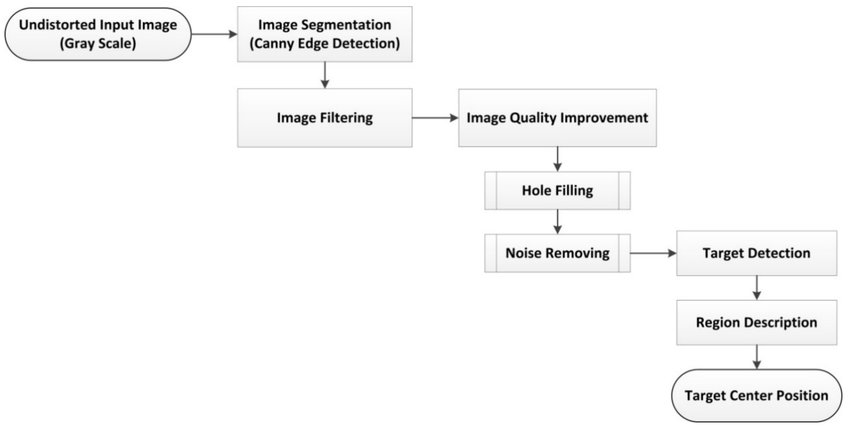 Undistorted Input Image
(Gray Scale)
Image Segmentation
(Canny Edge Detection)
Image Filtering
Image Quality Improvement
Hole Filling
Noise Removing
Target Detection
Region Description
Target Center Position